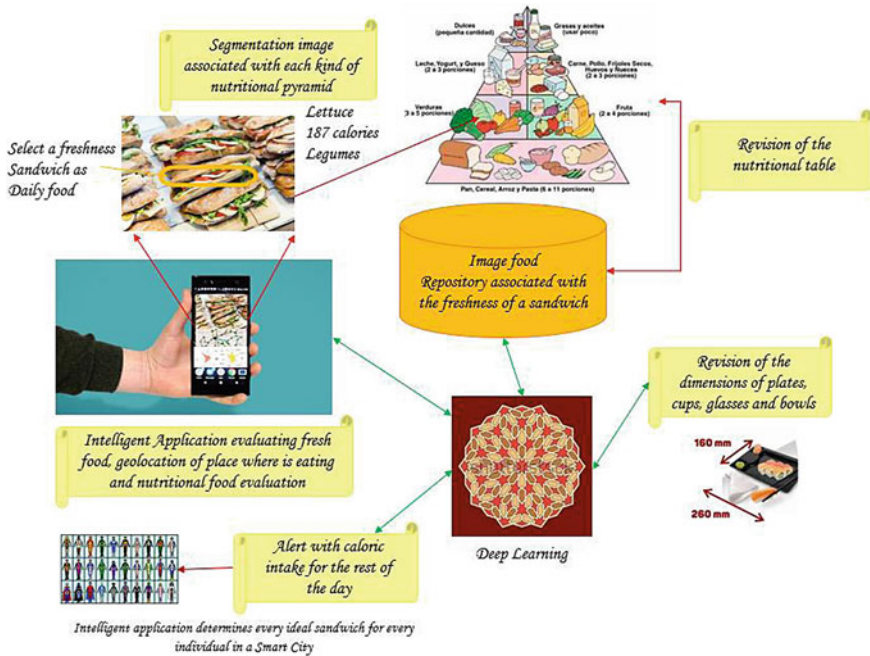 Segmentation image
associated with each kind of
nutritional pyramid
Lettuce
187 calories
Legumes
Select a freshness
Sandwich as
Daily food
Dulces
(pequeña cantidad)
Grasas y aceites
(usar poco)
Leche, Yogurt, y Queso
(2 a 3 porciones)
Carne, Pollo, Frijoles Secos,
Huevos y Nueces
(2 a 3 porciones)
Verduras
(3 a 5 porciones)
Fruta
(2 a 4 porciones)
Pan, Cereal, Arroz y Pasta (6 a 11 porciones)
Revision of the
nutritional table
Image food
Repository associated with
the freshness of a sandwich
Revision of the
dimensions of plates,
cups, glasses and bowls
160 mm
260 mm
Intelligent Application evaluating fresh
food, geolocation of place where is eating
and nutritional food evaluation
Deep Learning
Alert with caloric
intake for the rest of
the day
Intelligent application determines every ideal sandwich for every
individual in a Smart City